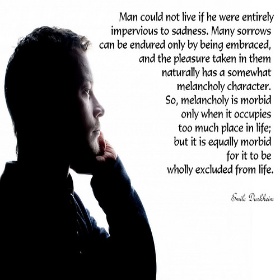 Man could not live if he were entirely
impervious to sadness. Many sorrows
can be endured only by being embraced,
and the pleasure taken in them
naturally has a somewhat
melancholy character.
So, melancholy is morbid
only when it occupies
too much place in life;
but it is equally morbid
for it to be
wholly excluded from life.
Emile Durkheim